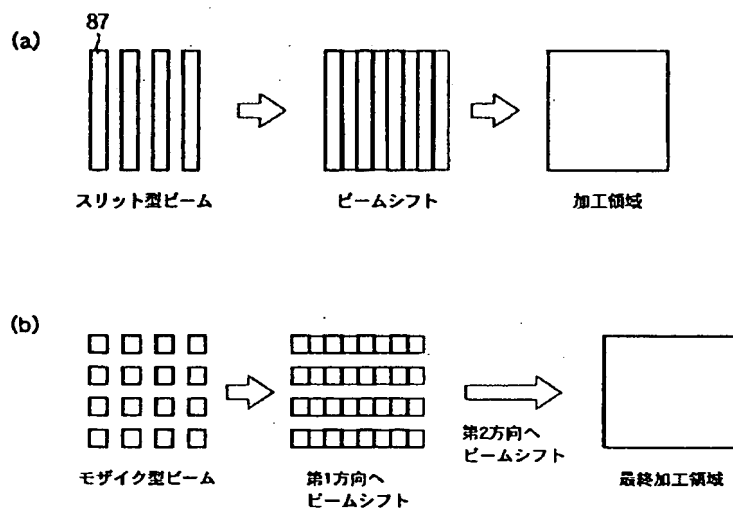 (a)
87
スリット型ビーム
ビームシフト
加工領域
(b)
モザイク型ビーム
第1方向へ
ビームシフト
第2方向へ
ビームシフト
最終加工領域